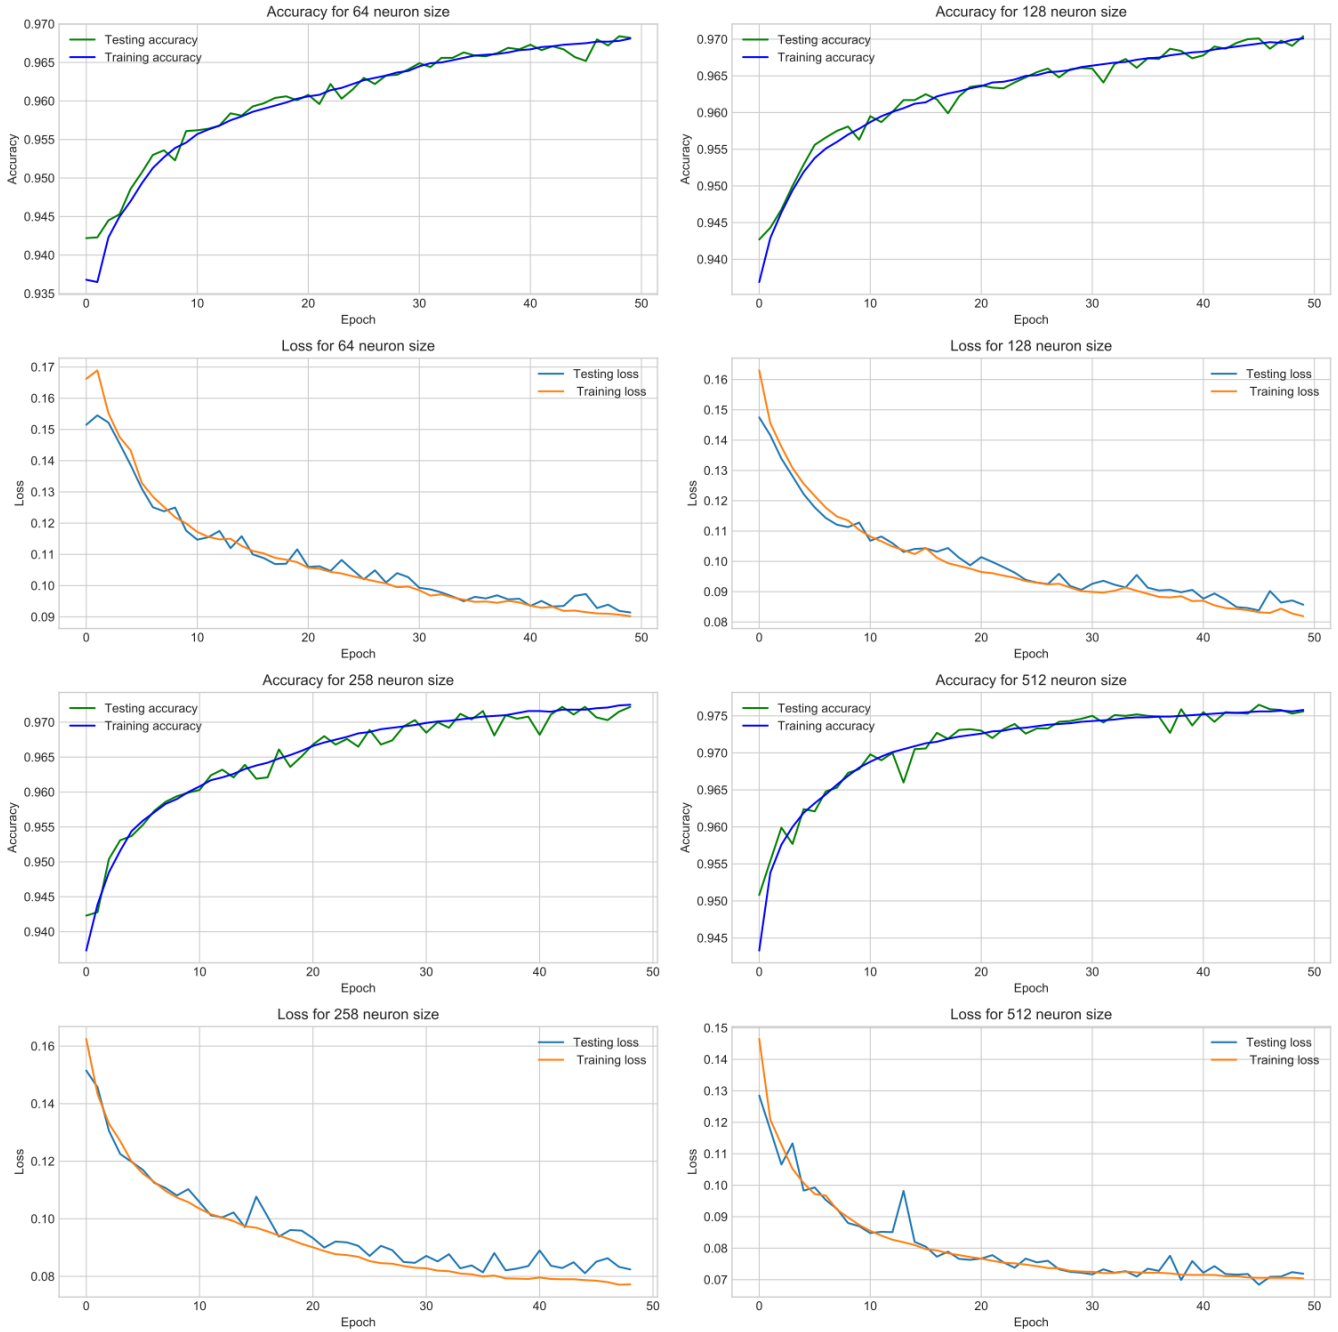 Accuracy for 64 neuron size
0.970
0.965
0.960
0.955
0.950
0.945
0.940
0.935
Accuracy
Testing accuracy
Training accuracy
0 10 20 30 40 50
Epoch
Accuracy for 128 neuron size
0.970
0.965
0.960
0.955
0.950
0.945
0.940
Accuracy
Testing accuracy
Training accuracy
0 10 20 30 40 50
Epoch
Loss for 64 neuron size
0.17
0.16
0.15
0.14
0.13
0.12
0.11
0.10
0.09
Loss
Testing loss
Training loss
0 10 20 30 40 50
Epoch
Loss for 128 neuron size
0.16
0.15
0.14
0.13
0.12
0.11
0.10
0.09
0.08
Loss
Testing loss
Training loss
0 10 20 30 40 50
Epoch
Accuracy for 258 neuron size
0.970
0.965
0.960
0.955
0.950
0.945
0.940
Accuracy
Testing accuracy
Training accuracy
0 10 20 30 40 50
Epoch
Accuracy for 512 neuron size
0.975
0.970
0.965
0.960
0.955
0.950
0.945
Accuracy
Testing accuracy
Training accuracy
0 10 20 30 40 50
Epoch
Loss for 258 neuron size
0.16
0.14
0.12
0.10
0.08
Loss
Testing loss
Training loss
0 10 20 30 40 50
Epoch
Loss for 512 neuron size
0.15
0.14
0.13
0.12
0.11
0.10
0.09
0.08
0.07
Loss
Testing loss
Training loss
0 10 20 30 40 50
Epoch